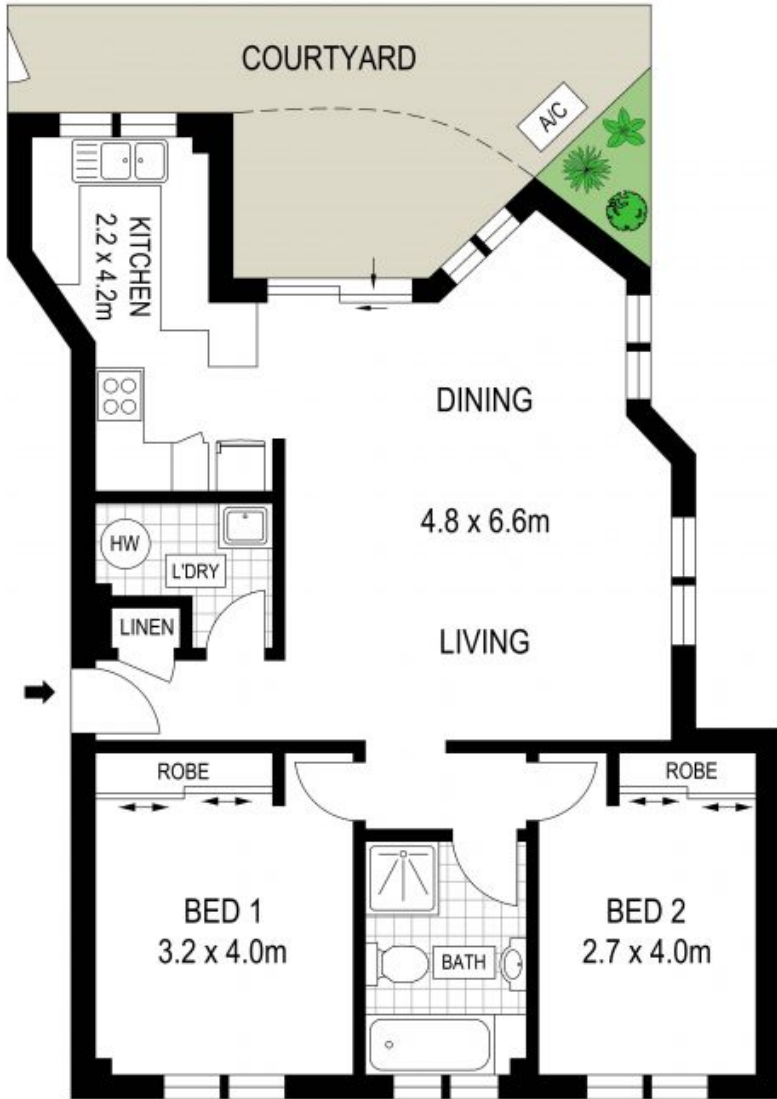 COURTYARD
A/C
KITCHEN
2.2 x 4.2m
DINING
4.8 x 6.6m
HW
L'DRY
LINEN
LIVING
ROBE
ROBE
BED 1
3.2 x 4.0m
BATH
BED 2
2.7 x 4.0m